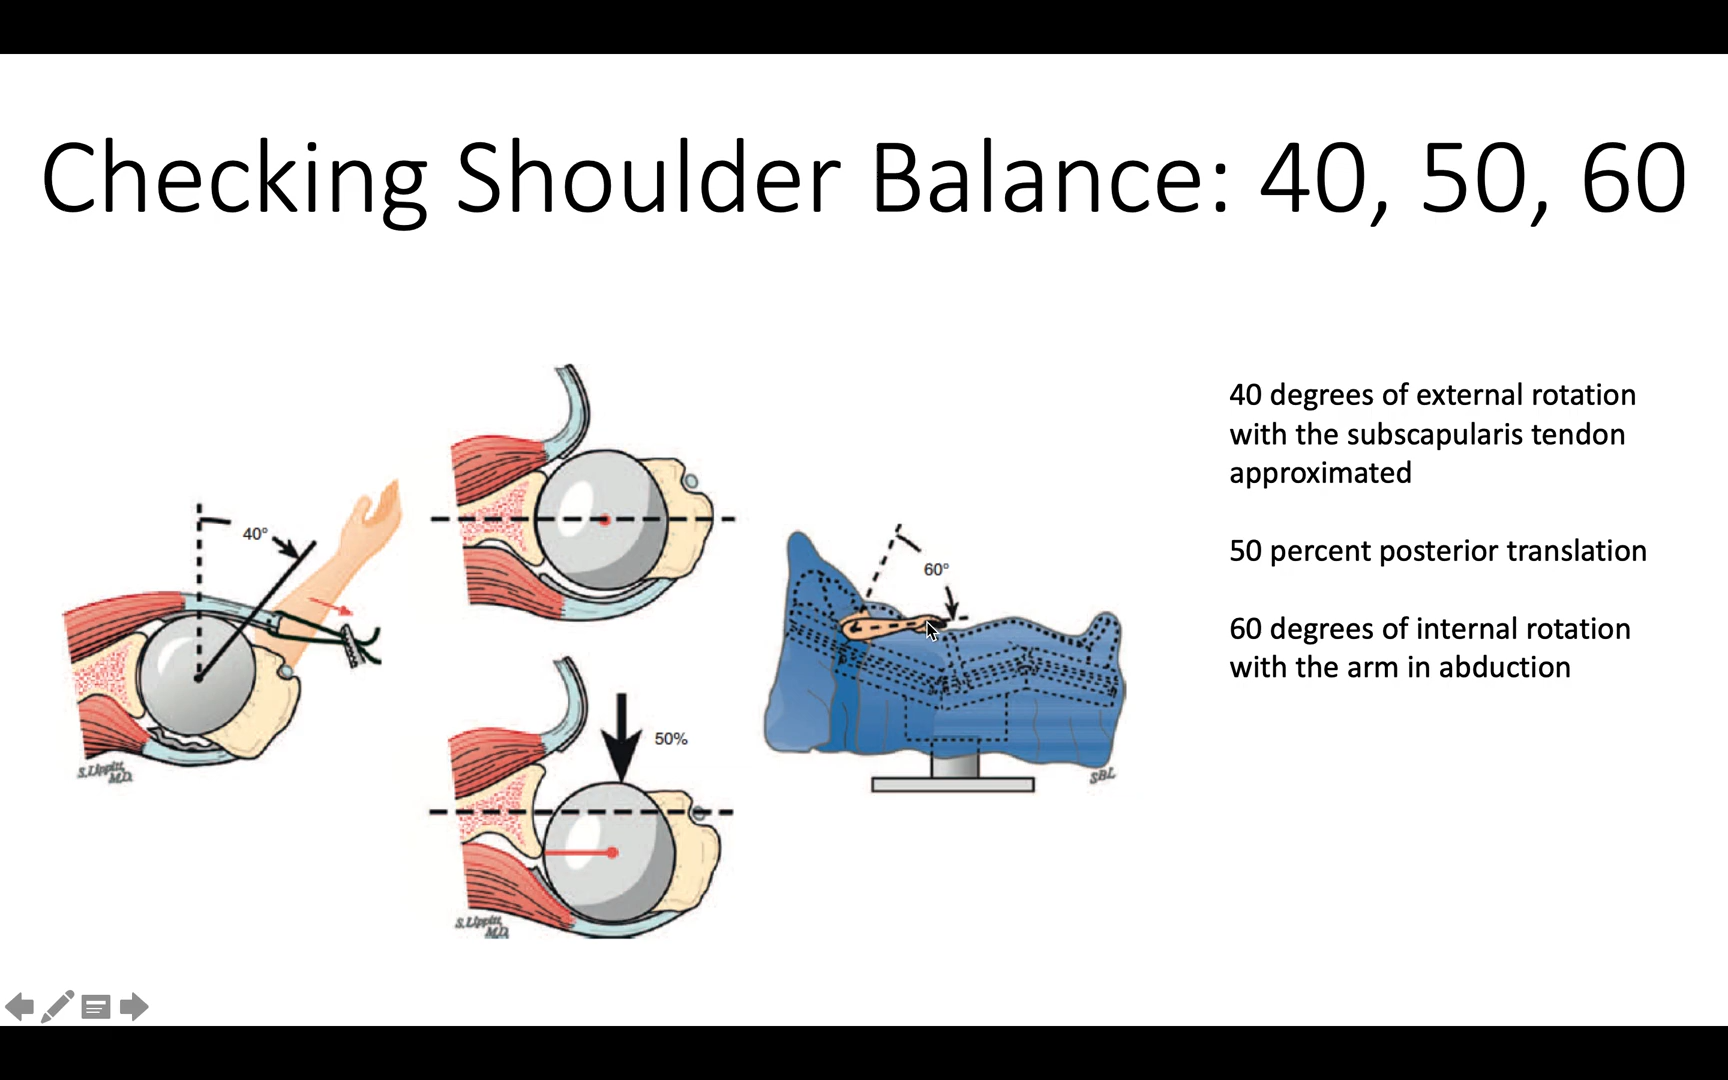 Checking Shoulder Balance: 40, 50, 60
40°
S. Lippitt, M.D.
50%
S. Lippitt, M.D.
60°
SBL
40 degrees of external rotation
with the subscapularis tendon
approximated
50 percent posterior translation
60 degrees of internal rotation
with the arm in abduction